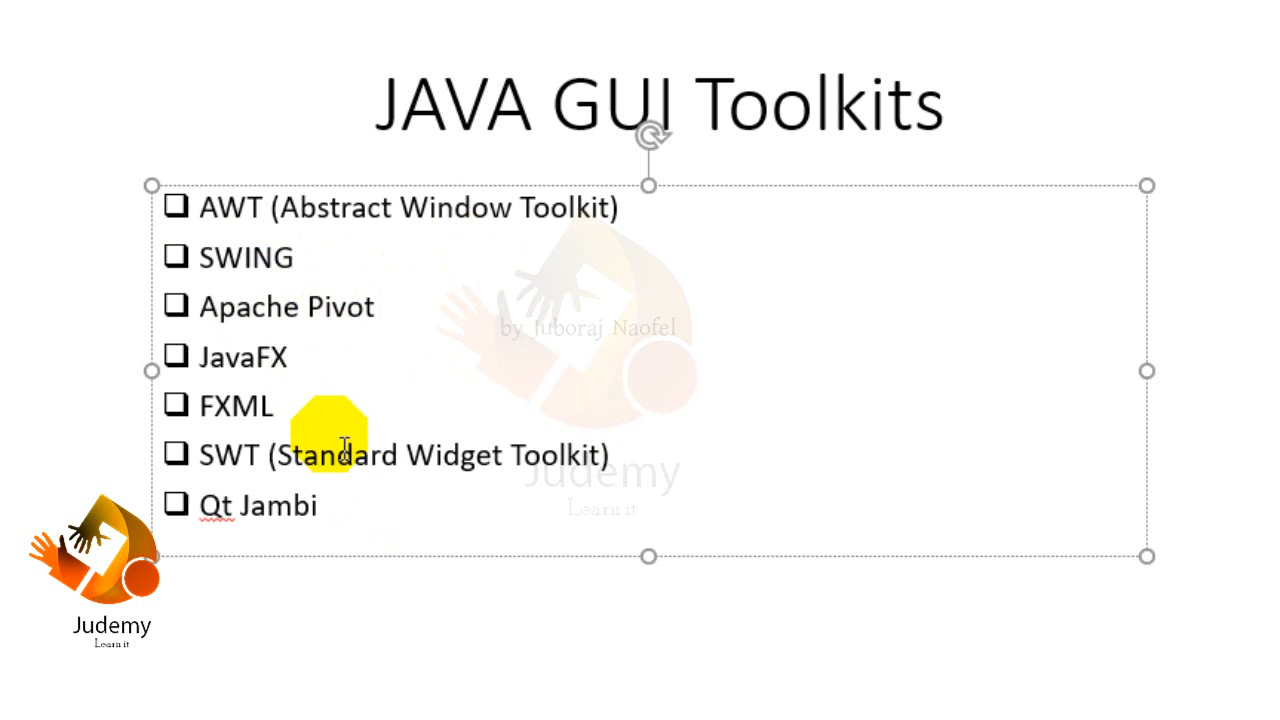 JAVA GUI Toolkits
AWT (Abstract Window Toolkit)
SWING
Apache Pivot
by Juboraj Naofel
JavaFX
FXML
SWT (Standard Widget Toolkit)
Judemy
Learn it
Qt Jambi
Judemy
Learn it